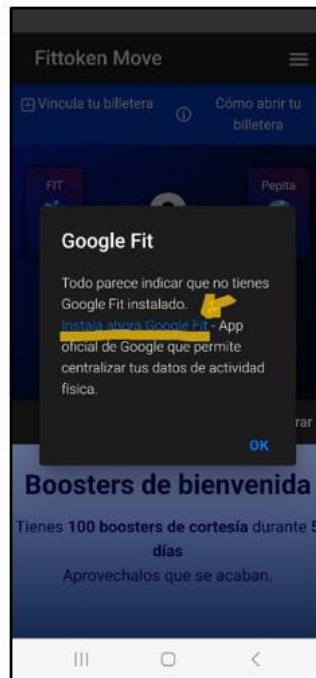 Fittoken Move
Vincula tu billetera
Cómo abrir tu
billetera
FIT
Pepita
Google Fit
Todo parece indicar que no tienes
Google Fit instalado.
Instala ahora Google Fit - App
oficial de Google que permite
centralizar tus datos de actividad
física.
rar
OK
Boosters de bienvenida
Tienes 100 boosters de cortesía durante 5
días
Aprovechalos que se acaban.